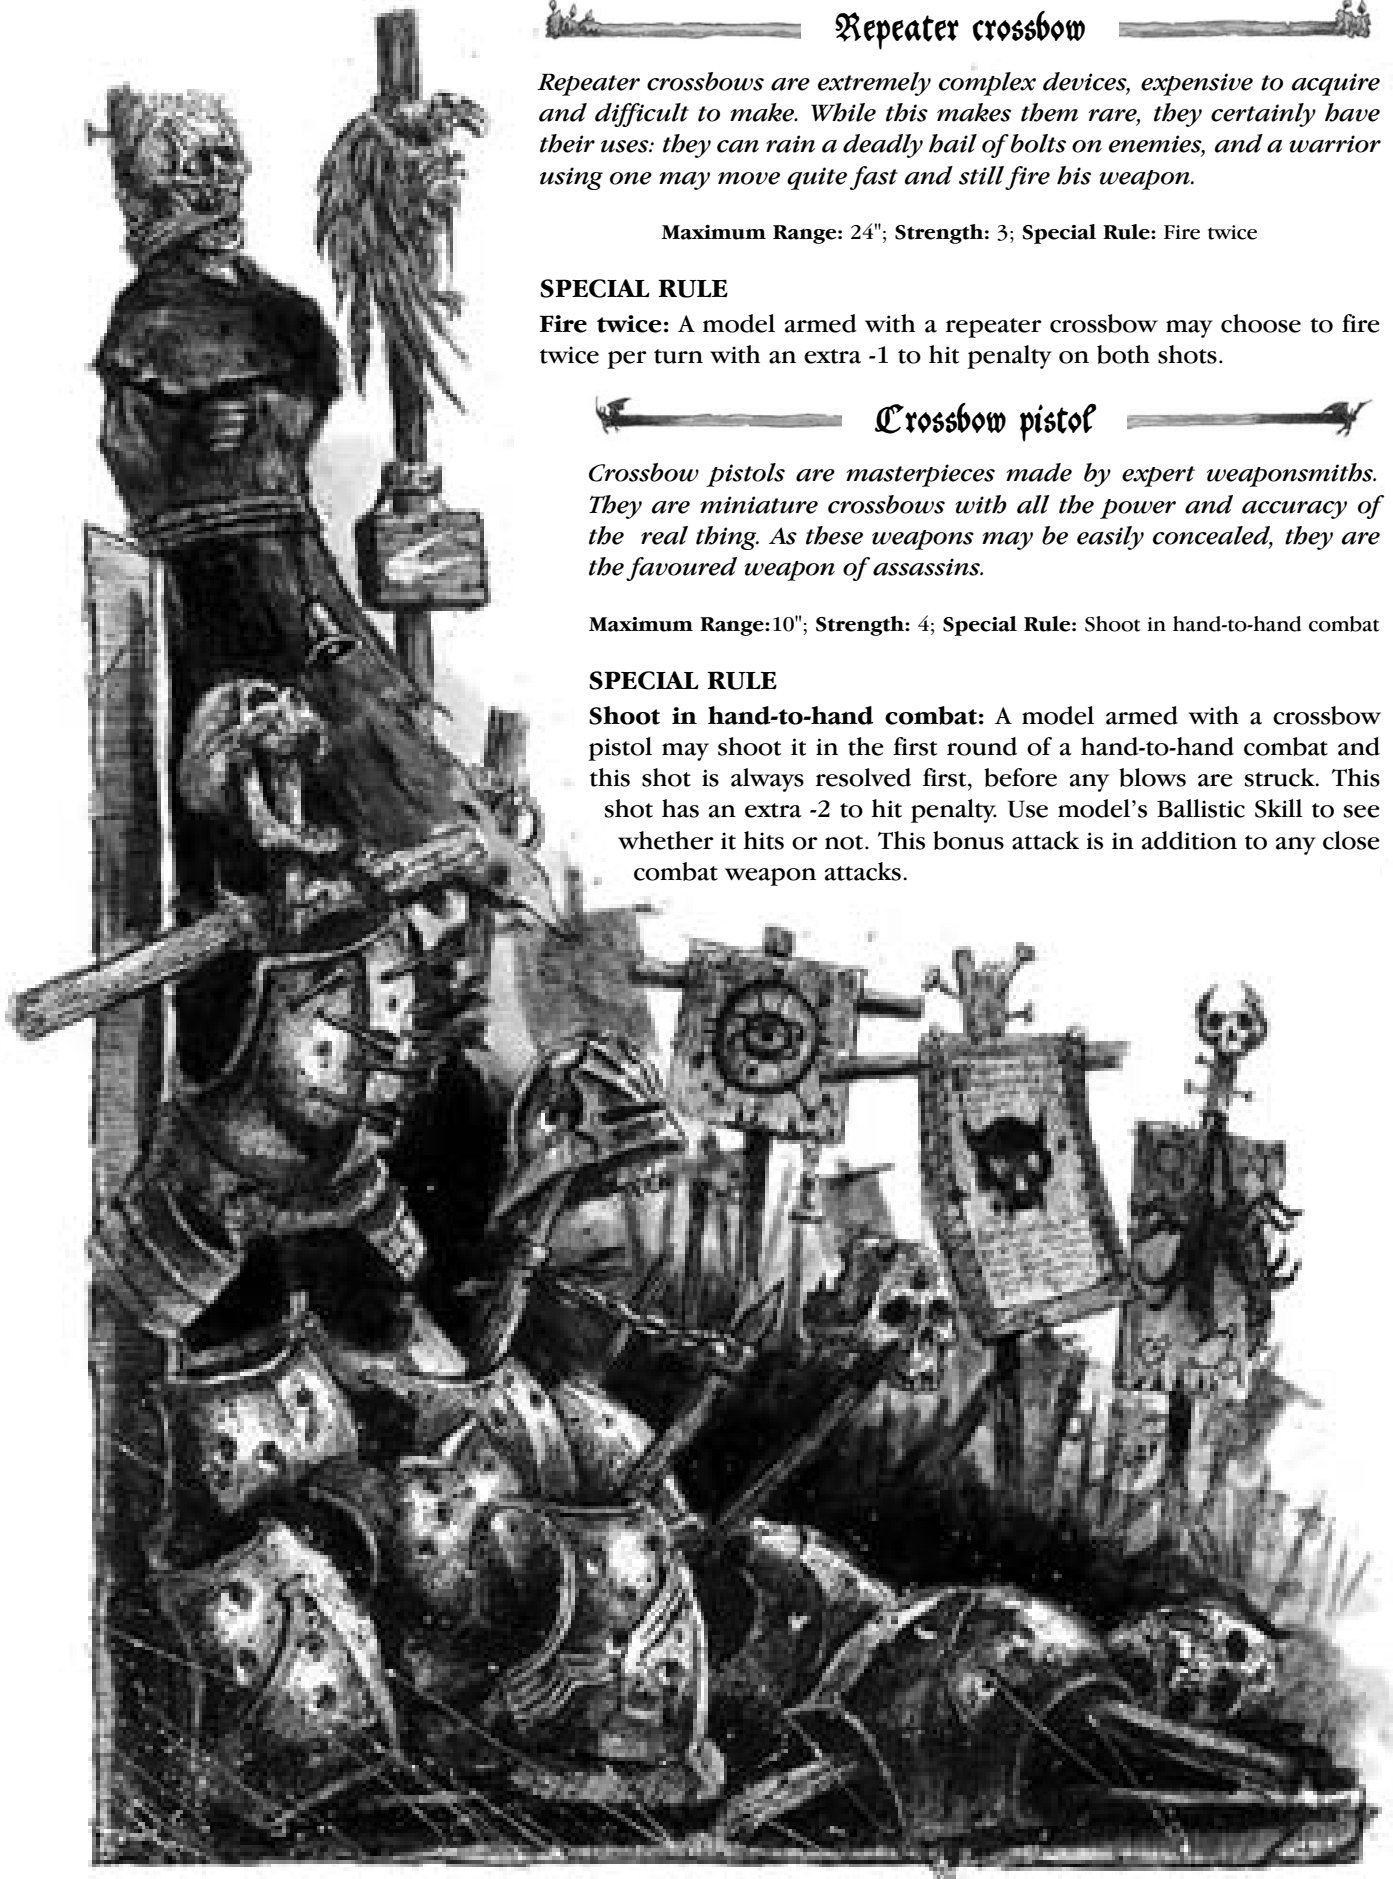 Repeater crossbow
Repeater crossbows are extremely complex devices, expensive to acquire
and difficult to make. While this makes them rare, they certainly have
their uses: they can rain a deadly hail of bolts on enemies, and a warrior
using one may move quite fast and still fire his weapon.
Maximum Range: 24"; Strength: 3; Special Rule: Fire twice
SPECIAL RULE
Fire twice: A model armed with a repeater crossbow may choose to fire
twice per turn with an extra -1 to hit penalty on both shots.
Crossbow pistol
Crossbow pistols are masterpieces made by expert weaponsmiths.
They are miniature crossbows with all the power and accuracy of
the real thing. As these weapons may be easily concealed, they are
the favoured weapon of assassins.
Maximum Range:10"; Strength: 4; Special Rule: Shoot in hand-to-hand combat
SPECIAL RULE
Shoot in hand-to-hand combat: A model armed with a crossbow
pistol may shoot it in the first round of a hand-to-hand combat and
this shot is always resolved first, before any blows are struck. This
shot has an extra -2 to hit penalty. Use model's Ballistic Skill to see
whether it hits or not. This bonus attack is in addition to any close
combat weapon attacks.